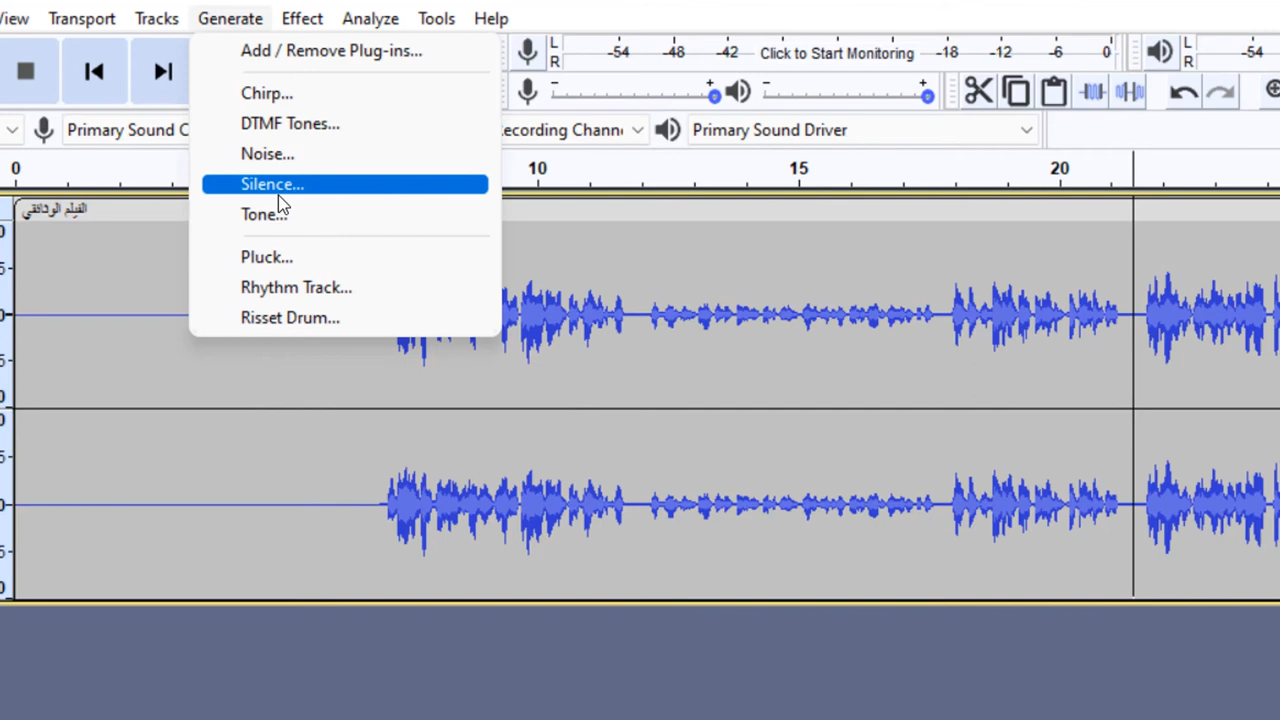 View Transport Tracks Generate Effect Analyze Tools Help
Add / Remove Plug-ins...
Chirp...
DTMF Tones...
Noise...
Silence...
Tone...
Pluck...
Rhythm Track...
Risset Drum...
L
R
-54 -48 -42 Click to Start Monitoring -18 -12 -6 0
L
R
-54
- + - +
Primary Sound C
ecording Channe
Primary Sound Driver
0 10 15 20
الفيلم الوثائقي